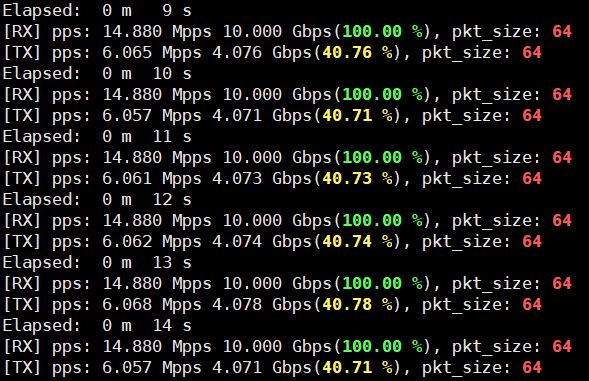 Elapsed:  0 m   9 s
[RX] pps: 14.880 Mpps 10.000 Gbps(100.00 %), pkt_size: 64
[TX] pps: 6.065 Mpps 4.076 Gbps(40.76 %), pkt_size: 64
Elapsed:  0 m  10 s
[RX] pps: 14.880 Mpps 10.000 Gbps(100.00 %), pkt_size: 64
[TX] pps: 6.057 Mpps 4.071 Gbps(40.71 %), pkt_size: 64
Elapsed:  0 m  11 s
[RX] pps: 14.880 Mpps 10.000 Gbps(100.00 %), pkt_size: 64
[TX] pps: 6.061 Mpps 4.073 Gbps(40.73 %), pkt_size: 64
Elapsed:  0 m  12 s
[RX] pps: 14.880 Mpps 10.000 Gbps(100.00 %), pkt_size: 64
[TX] pps: 6.062 Mpps 4.074 Gbps(40.74 %), pkt_size: 64
Elapsed:  0 m  13 s
[RX] pps: 14.880 Mpps 10.000 Gbps(100.00 %), pkt_size: 64
[TX] pps: 6.068 Mpps 4.078 Gbps(40.78 %), pkt_size: 64
Elapsed:  0 m  14 s
[RX] pps: 14.880 Mpps 10.000 Gbps(100.00 %), pkt_size: 64
[TX] pps: 6.057 Mpps 4.071 Gbps(40.71 %), pkt_size: 64